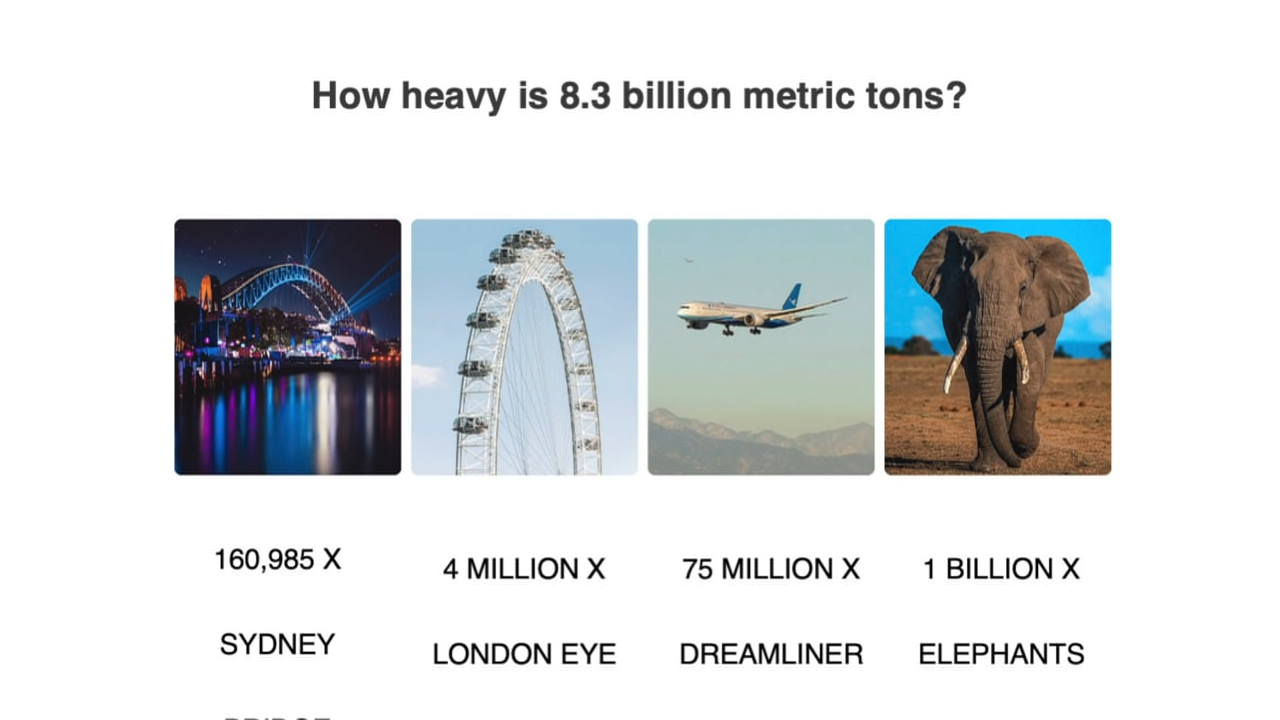 How heavy is 8.3 billion metric tons?
160,985 X
SYDNEY
BRIDGE
4 MILLION X
LONDON EYE
75 MILLION X
DREAMLINER
1 BILLION X
ELEPHANTS